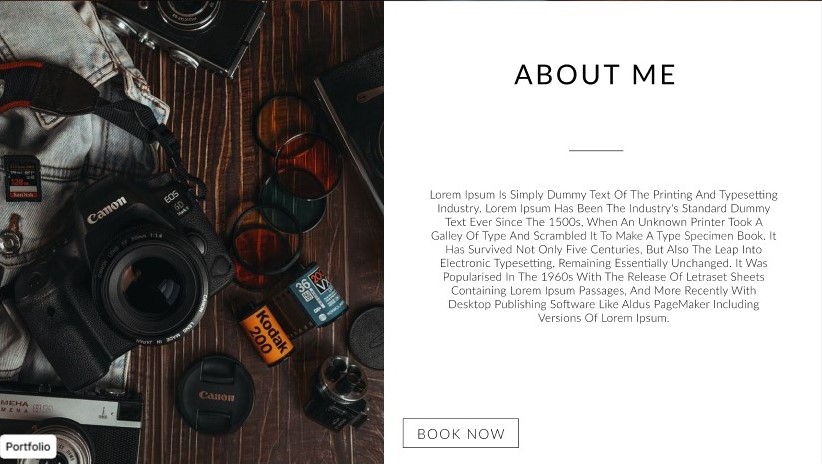 ABOUT ME
Lorem Ipsum Is Simply Dummy Text Of The Printing And Typesetting
Industry. Lorem Ipsum Has Been The Industry's Standard Dummy
Text Ever Since The 1500s, When An Unknown Printer Took A
Galley Of Type And Scrambled It To Make A Type Specimen Book. It
Has Survived Not Only Five Centuries, But Also The Leap Into
Electronic Typesetting, Remaining Essentially Unchanged. It Was
Popularised In The 1960s With The Release Of Letraset Sheets
Containing Lorem Ipsum Passages, And More Recently With
Desktop Publishing Software Like Aldus PageMaker Including
Versions Of Lorem Ipsum.
BOOK NOW
Portfolio
Canon
EOS
SanDisk
36
Kodak
200
Canon